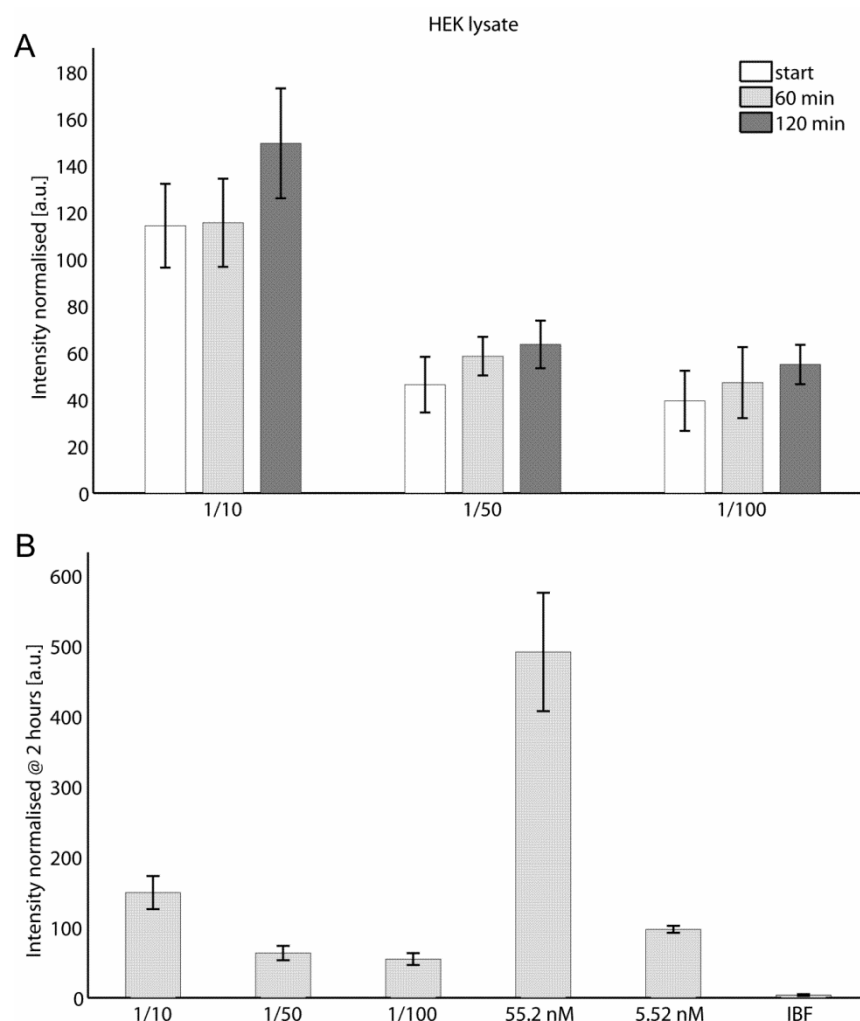 HEK lysate
A
start
60 min
120 min
Intensity normalised [a.u.]
180
160
140
120
100
80
60
40
20
0
1/10 1/50 1/100
B
Intensity normalised @ 2 hours [a.u.]
600
500
400
300
200
100
0
1/10 1/50 1/100 55.2 nM 5.52 nM IBF